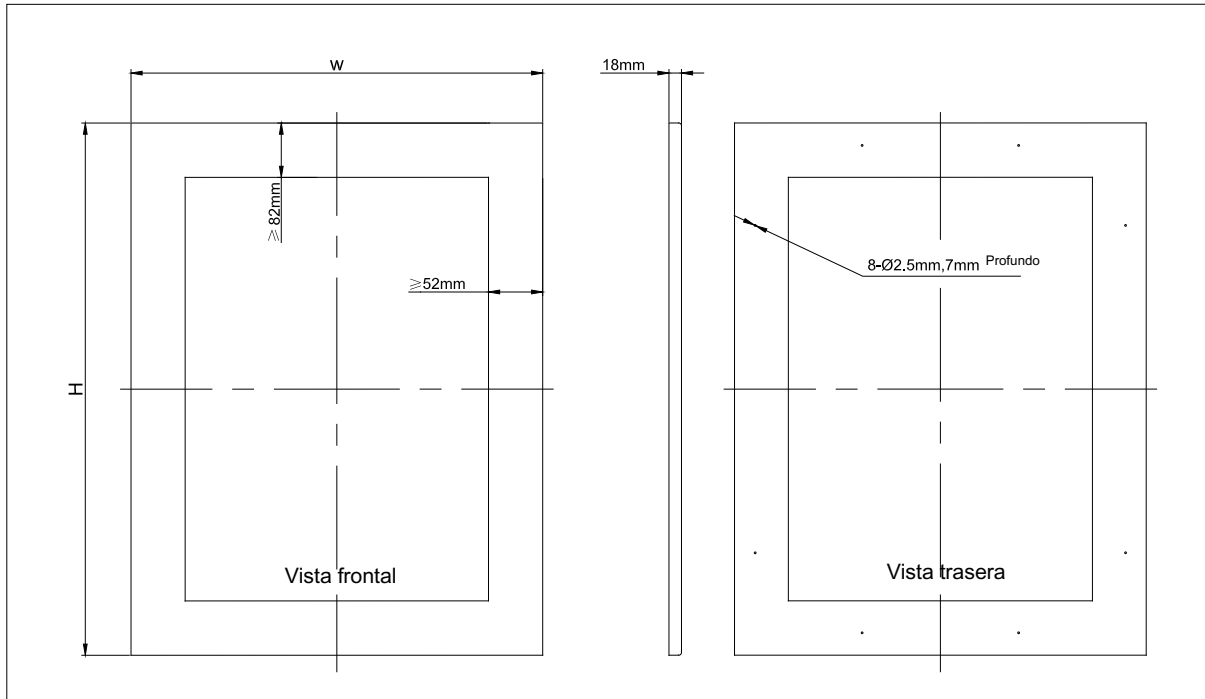 W
18mm
≥82mm
8-Ø2.5mm,7mm Profundo
≥52mm
H
Vista frontal
Vista trasera